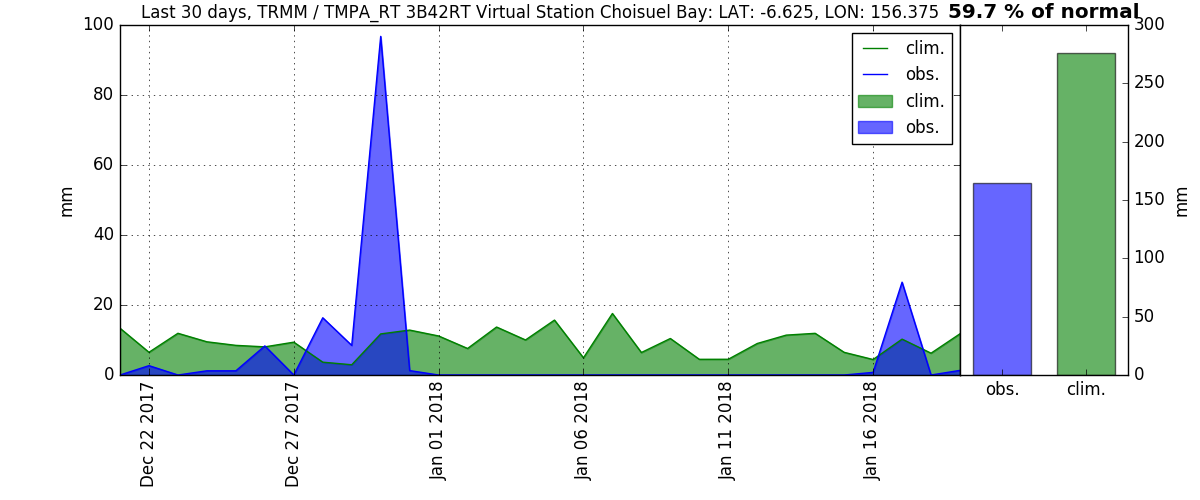 Last 30 days, TRMM / TMPA_RT 3B42RT Virtual Station Choisuel Bay: LAT: -6.625, LON: 156.375 59.7 % of normal
100
80
60
40
20
0
mm
clim.
obs.
clim.
obs.
Dec 22 2017
Dec 27 2017
Jan 01 2018
Jan 06 2018
Jan 11 2018
Jan 16 2018
300
250
200
150
100
50
0
mm
obs. clim.